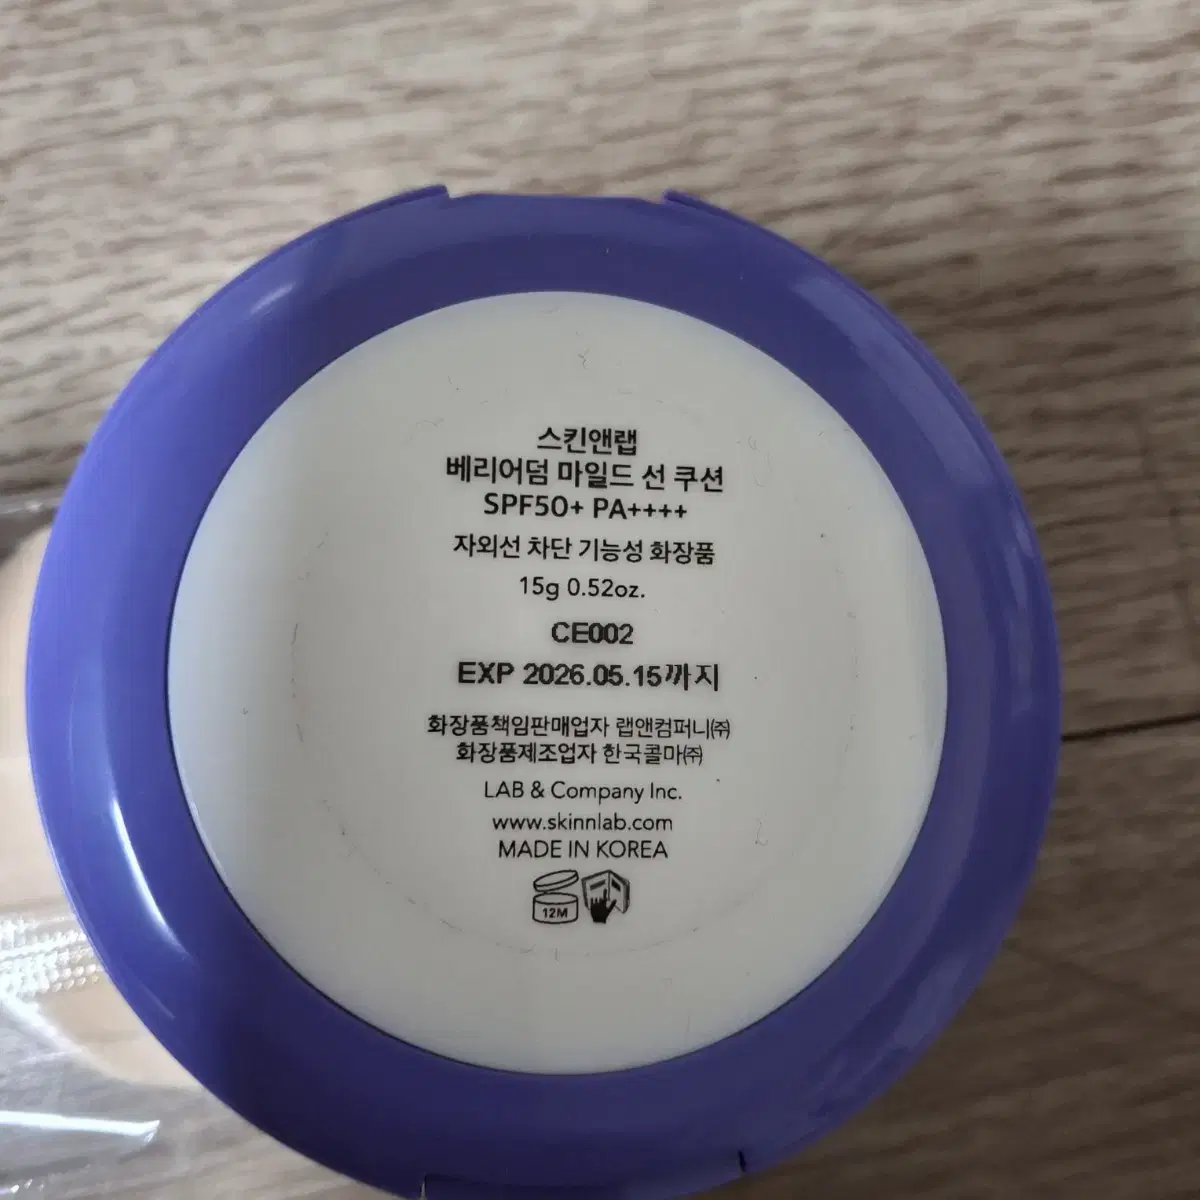 스킨앤랩
베리어덤 마일드 선 쿠션
SPF50+ PA++++
자외선 차단 기능성 화장품
15g 0.52oz.
CE002
EXP 2026.05.15까지
화장품책임판매업자 랩앤컴퍼니㈜
화장품제조업자 한국콜마㈜
LAB & Company Inc.
www.skinnlab.com
MADE IN KOREA
12M